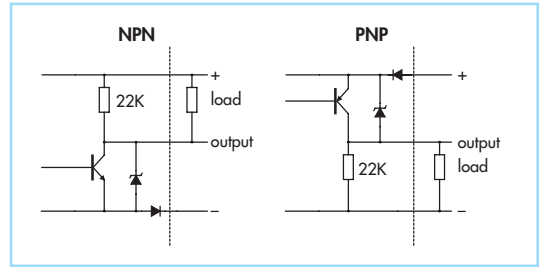 NPN
+
22K
load
output
–
PNP
+
output
22K
load
–